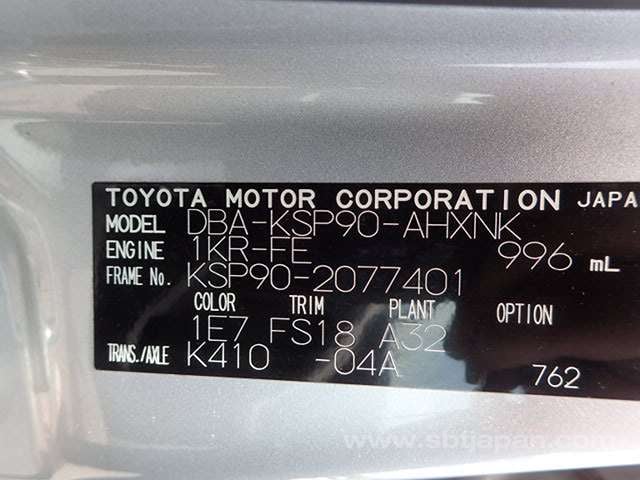 TOYOTA MOTOR CORPORATION JAPA
MODEL DBA-KSP90-AHXNK
ENGINE 1KR-FE 996 mL
FRAME No. KSP90-2077401
COLOR TRIM PLANT OPTION
1E7 FS18 A32
TRANS./AXLE K410 -04A
762
www.sbtjapan.com